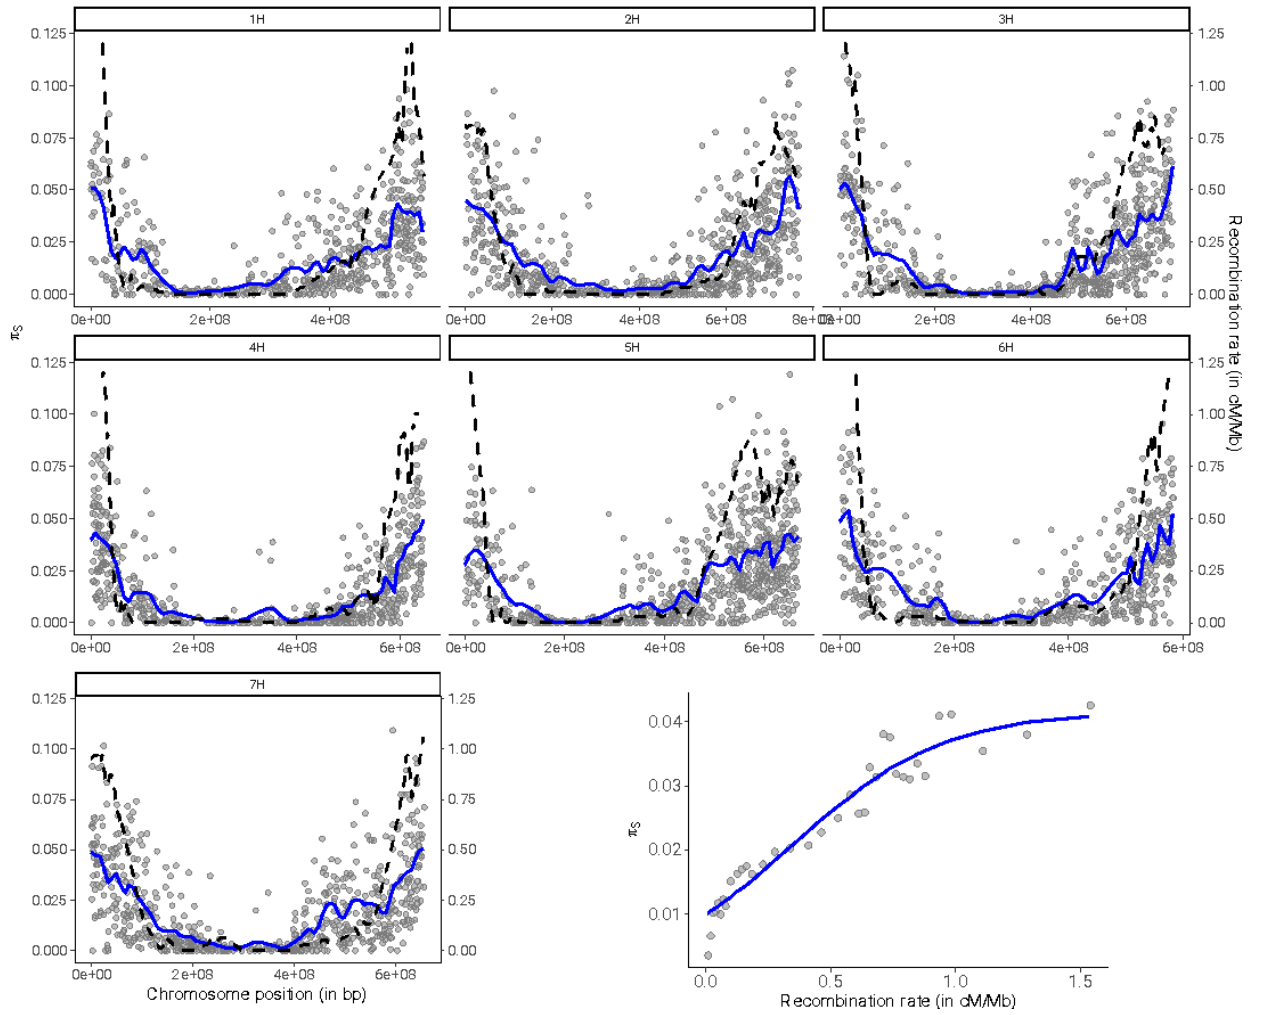 1H 2H 3H
0.125 1.25
0.100 1.00
0.075 0.75
0.050 0.50
0.025 0.25
0.000 0.00
0e+00 2e+08 4e+08 0e+00 2e+08 4e+08 6e+08 8e+08 0e+00 2e+08 4e+08 6e+08
πS
Recombination rate (in cM/Mb)
4H 5H 6H
0.125 1.25
0.100 1.00
0.075 0.75
0.050 0.50
0.025 0.25
0.000 0.00
0e+00 2e+08 4e+08 6e+08 0e+00 2e+08 4e+08 6e+08 0e+00 2e+08 4e+08 6e+08
7H
0.125 1.25
0.100 1.00
0.075 0.75
0.050 0.50
0.025 0.25
0.000 0.00
0e+00 2e+08 4e+08 6e+08
Chromosome position (in bp)
0.04
0.03
πS
0.02
0.01
0.0 0.5 1.0 1.5
Recombination rate (in cM/Mb)